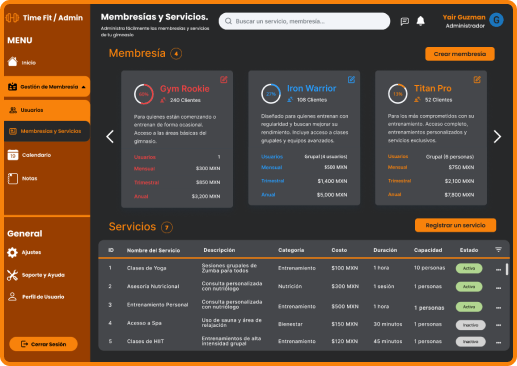 Time Fit / Admin
MENU
Inicio
Gestión de Membresía
Usuarios
Membresías y Servicios
Calendario
Notas
General
Ajustes
Soporte y Ayuda
Perfil de Usuario
Cerrar Sesión
Membresías y Servicios.
Administra fácilmente las membresías y servicios de tu gimnasio
Buscar un servicio, membresía...
Yair Guzman
Administrador
G
Membresía 4
Crear membresía
Gym Rookie
240 Clientes
Para quienes están comenzando o
entrenan de forma ocasional.
Acceso a las áreas básicas del
gimnasio.
Usuarios 1
Mensual $300 MXN
Trimestral $850 MXN
Anual $3,200 MXN
27%
Iron Warrior
108 Clientes
Diseñado para quienes entrenan con
regularidad y buscan mejorar su
rendimiento. Incluye acceso a clases
grupales y equipos avanzados.
Usuarios Grupal (6 usuarios)
Mensual $500 MXN
Trimestral $1,400 MXN
Anual $5,000 MXN
13%
Titan Pro
52 Clientes
Para los más comprometidos con su
entrenamiento. Acceso completo,
entrenamientos personalizados y
servicios exclusivos.
Usuarios Grupal (8 personas)
Mensual $750 MXN
Trimestral $2,100 MXN
Anual $7,800 MXN
Servicios 7
Registrar un servicio
ID Nombre del Servicio Descripción Categoría Costo Duración Capacidad Estado
1 Clases de Yoga Sesiones grupales de Zumba para todos Entrenamiento $100 MXN 1 hora 10 personas Activo
2 Asesoría Nutricional Consulta personalizada con nutriólogo Nutrición $300 MXN 1 sesión 1 personas Activo
3 Entrenamiento Personal Consulta personalizada con nutriólogo Entrenamiento $500 MXN 1 hora 1 personas Activo
4 Acceso a Spa Uso de sauna y área de relajación Bienestar $150 MXN 30 minutos 1 personas Inactivo
5 Clases de HIIT Entrenamientos de alta intensidad grupal Entrenamiento $120 MXN 45 minutos 1 personas Inactivo